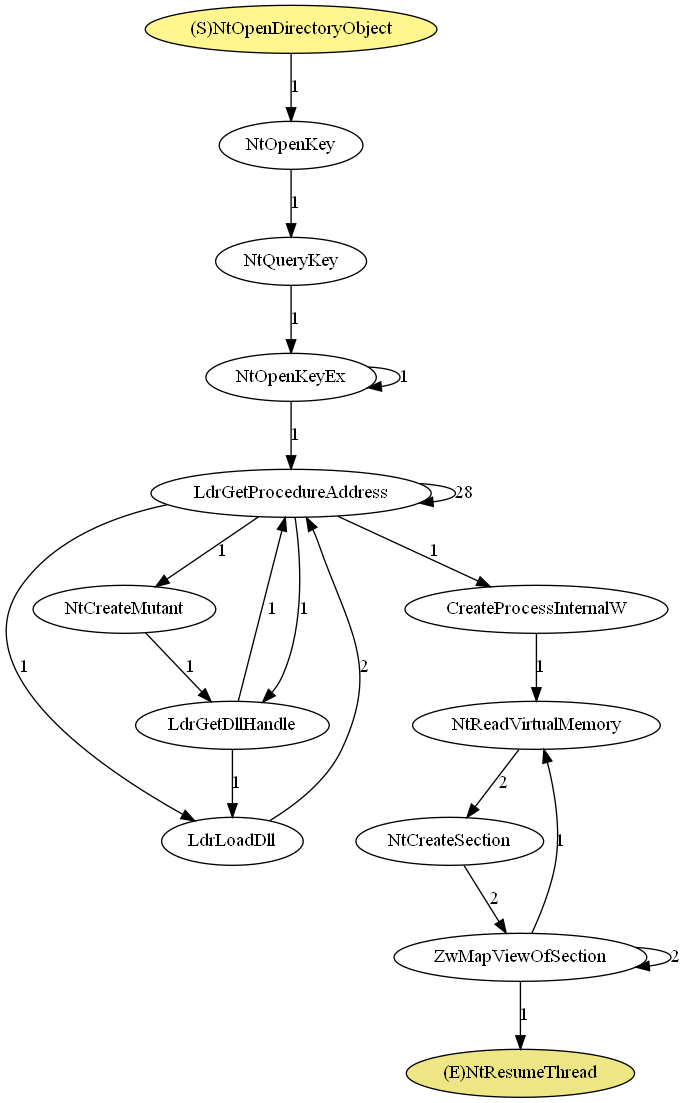 (S)NtOpenDirectoryObject
1
NtOpenKey
1
NtQueryKey
1
NtOpenKeyEx
1
1
LdrGetProcedureAddress
28
1
1
NtCreateMutant
CreateProcessInternalW
1
1
1
1
1
2
LdrGetDllHandle
NtReadVirtualMemory
1
2
LdrLoadDll
NtCreateSection
1
2
ZwMapViewOfSection
2
1
(E)NtResumeThread